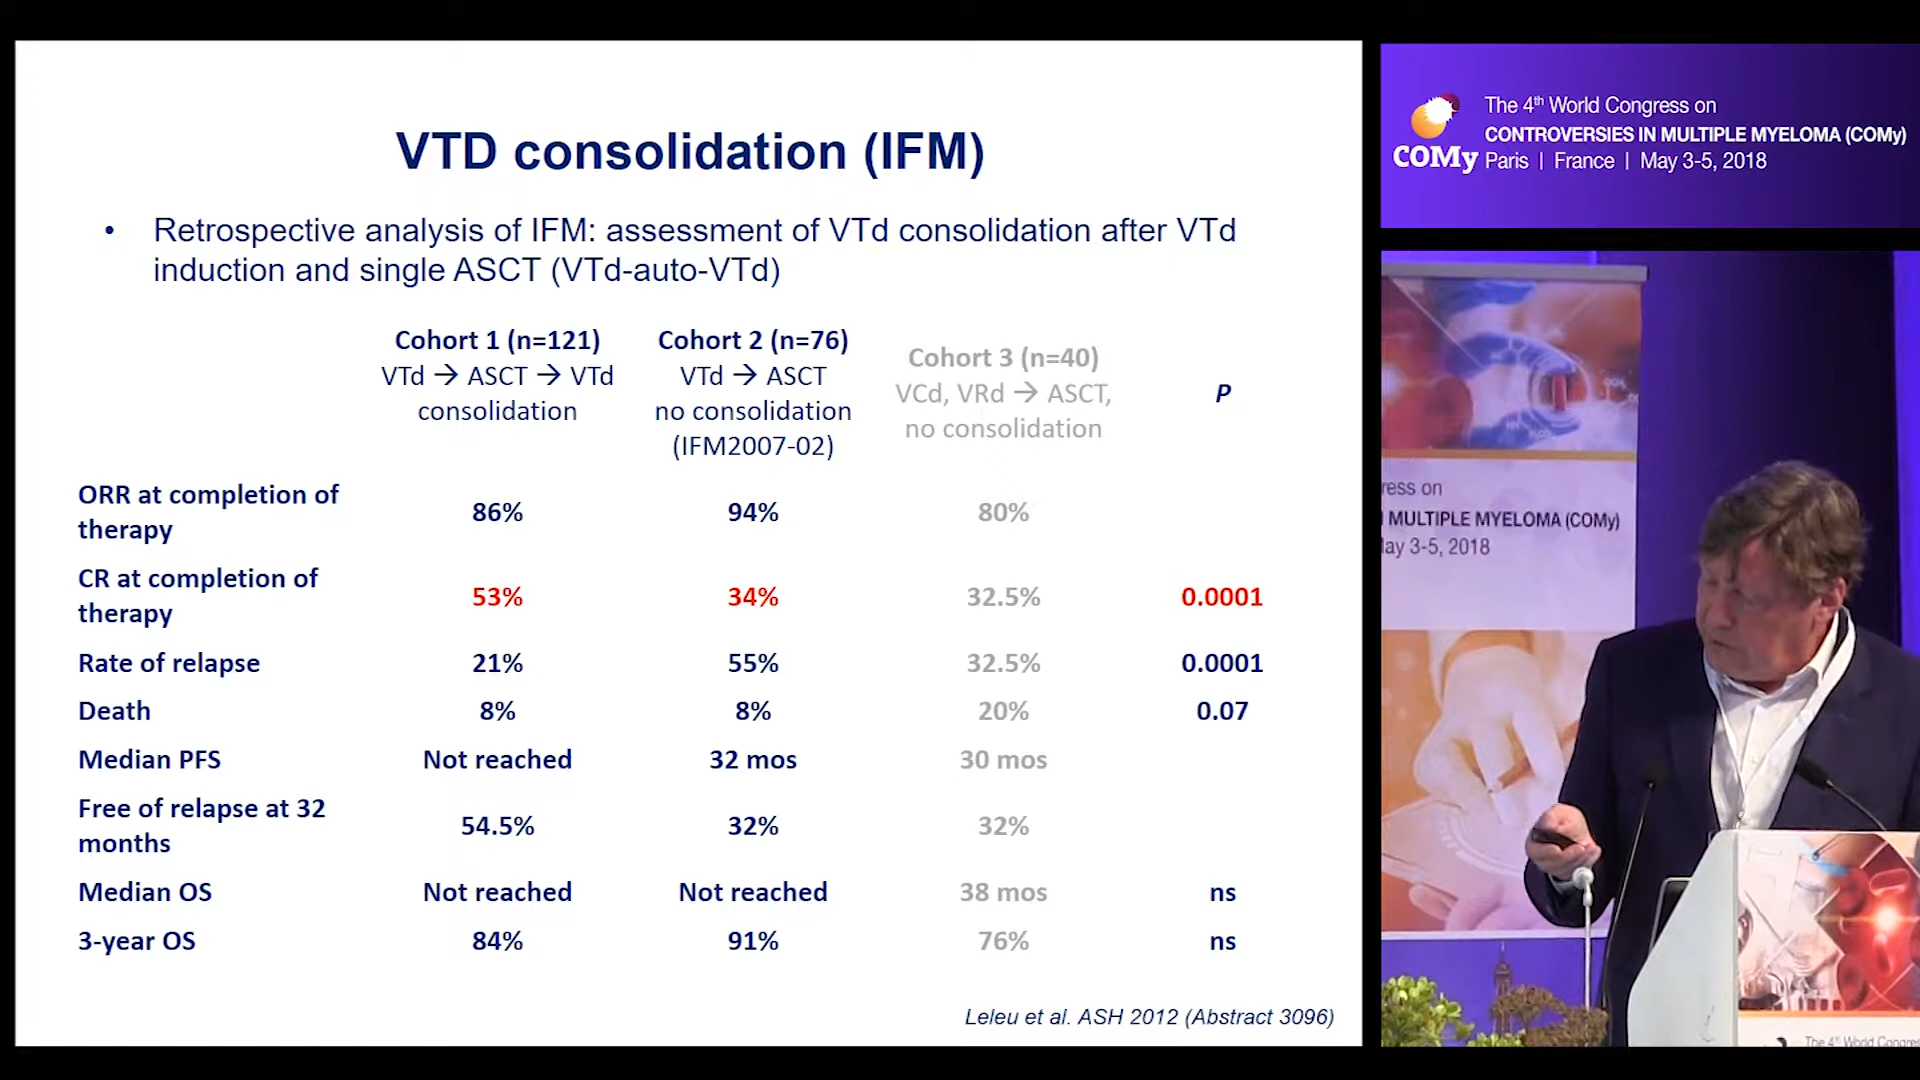 VTD consolidation (IFM)
• Retrospective analysis of IFM: assessment of VTd consolidation after VTd
induction and single ASCT (VTd-auto-VTd)
Cohort 1 (n=121)
VTd → ASCT → VTd
consolidation
Cohort 2 (n=76)
VTd → ASCT
no consolidation
(IFM2007-02)
Cohort 3 (n=40)
VCd, VRd → ASCT,
no consolidation
P
ORR at completion of
therapy
86% 94% 80%
CR at completion of
therapy
53% 34% 32.5% 0.0001
Rate of relapse 21% 55% 32.5% 0.0001
Death 8% 8% 20% 0.07
Median PFS Not reached 32 mos 30 mos
Free of relapse at 32
months
54.5% 32% 32%
Median OS Not reached Not reached 38 mos ns
3-year OS 84% 91% 76% ns
Leleu et al. ASH 2012 (Abstract 3096)
COMy
The 4th World Congress on
CONTROVERSIES IN MULTIPLE MYELOMA (COMy)
Paris | France | May 3-5, 2018
ress on
MULTIPLE MYELOMA (COMy)
ay 3-5, 2018
The 4th World Congress